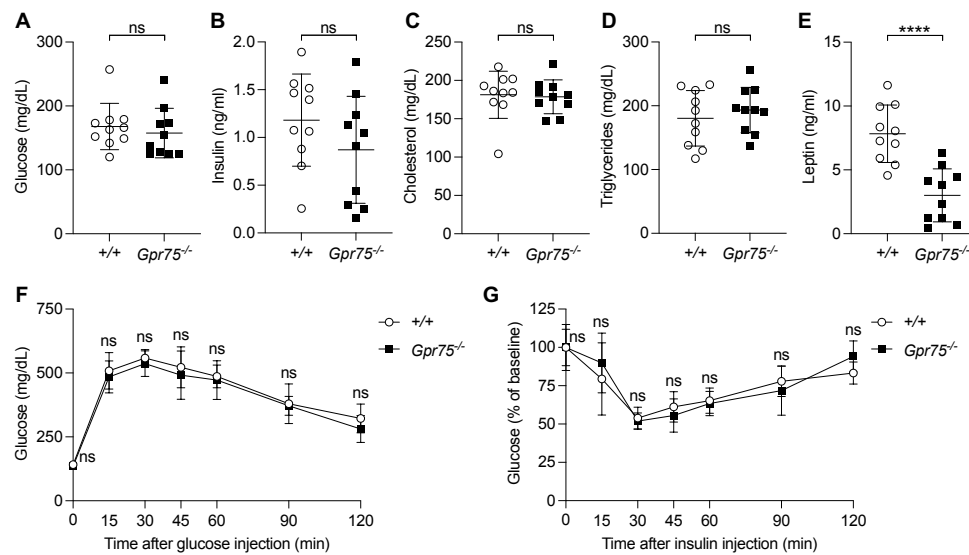 A
ns
Glucose (mg/dL)
300
200
100
0
+/+
Gpr75-/-
B
ns
Insulin (ng/ml)
2.0
1.5
1.0
0.5
0.0
+/+
Gpr75-/-
C
ns
Cholesterol (mg/dL)
250
200
150
100
50
0
+/+
Gpr75-/-
D
ns
Triglycerides (mg/dL)
300
200
100
0
+/+
Gpr75-/-
E
****
Leptin (ng/ml)
15
10
5
0
+/+
Gpr75-/-
F
Glucose (mg/dL)
750
500
250
0
ns
ns
ns
ns
ns
ns
ns
+/+
Gpr75-/-
0
15
30
45
60
90
120
Time after glucose injection (min)
G
Glucose (% of baseline)
125
100
75
50
25
0
ns
ns
ns
ns
ns
ns
ns
+/+
Gpr75-/-
0
15
30
45
60
90
120
Time after insulin injection (min)